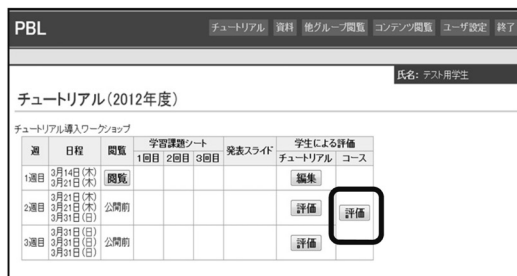 PBL
チュートリアル 資料 他グループ閲覧 コンテンツ閲覧 ユーザ設定 終了
氏名: テスト用学生
チュートリアル(2012年度)
チュートリアル導入ワークショップ
週 日程 閲覧 学習課題シート 発表スライド 学生による評価
1回目 2回目 3回目 チュートリアル コース
1週目 3月14日(木) 閲覧 編集
3月21日(木)
2週目 3月21日(木) 公開前 評価 評価
3月21日(木)
3月31日(日)
3週目 3月31日(日) 公開前 評価
3月31日(日)
3月31日(日)